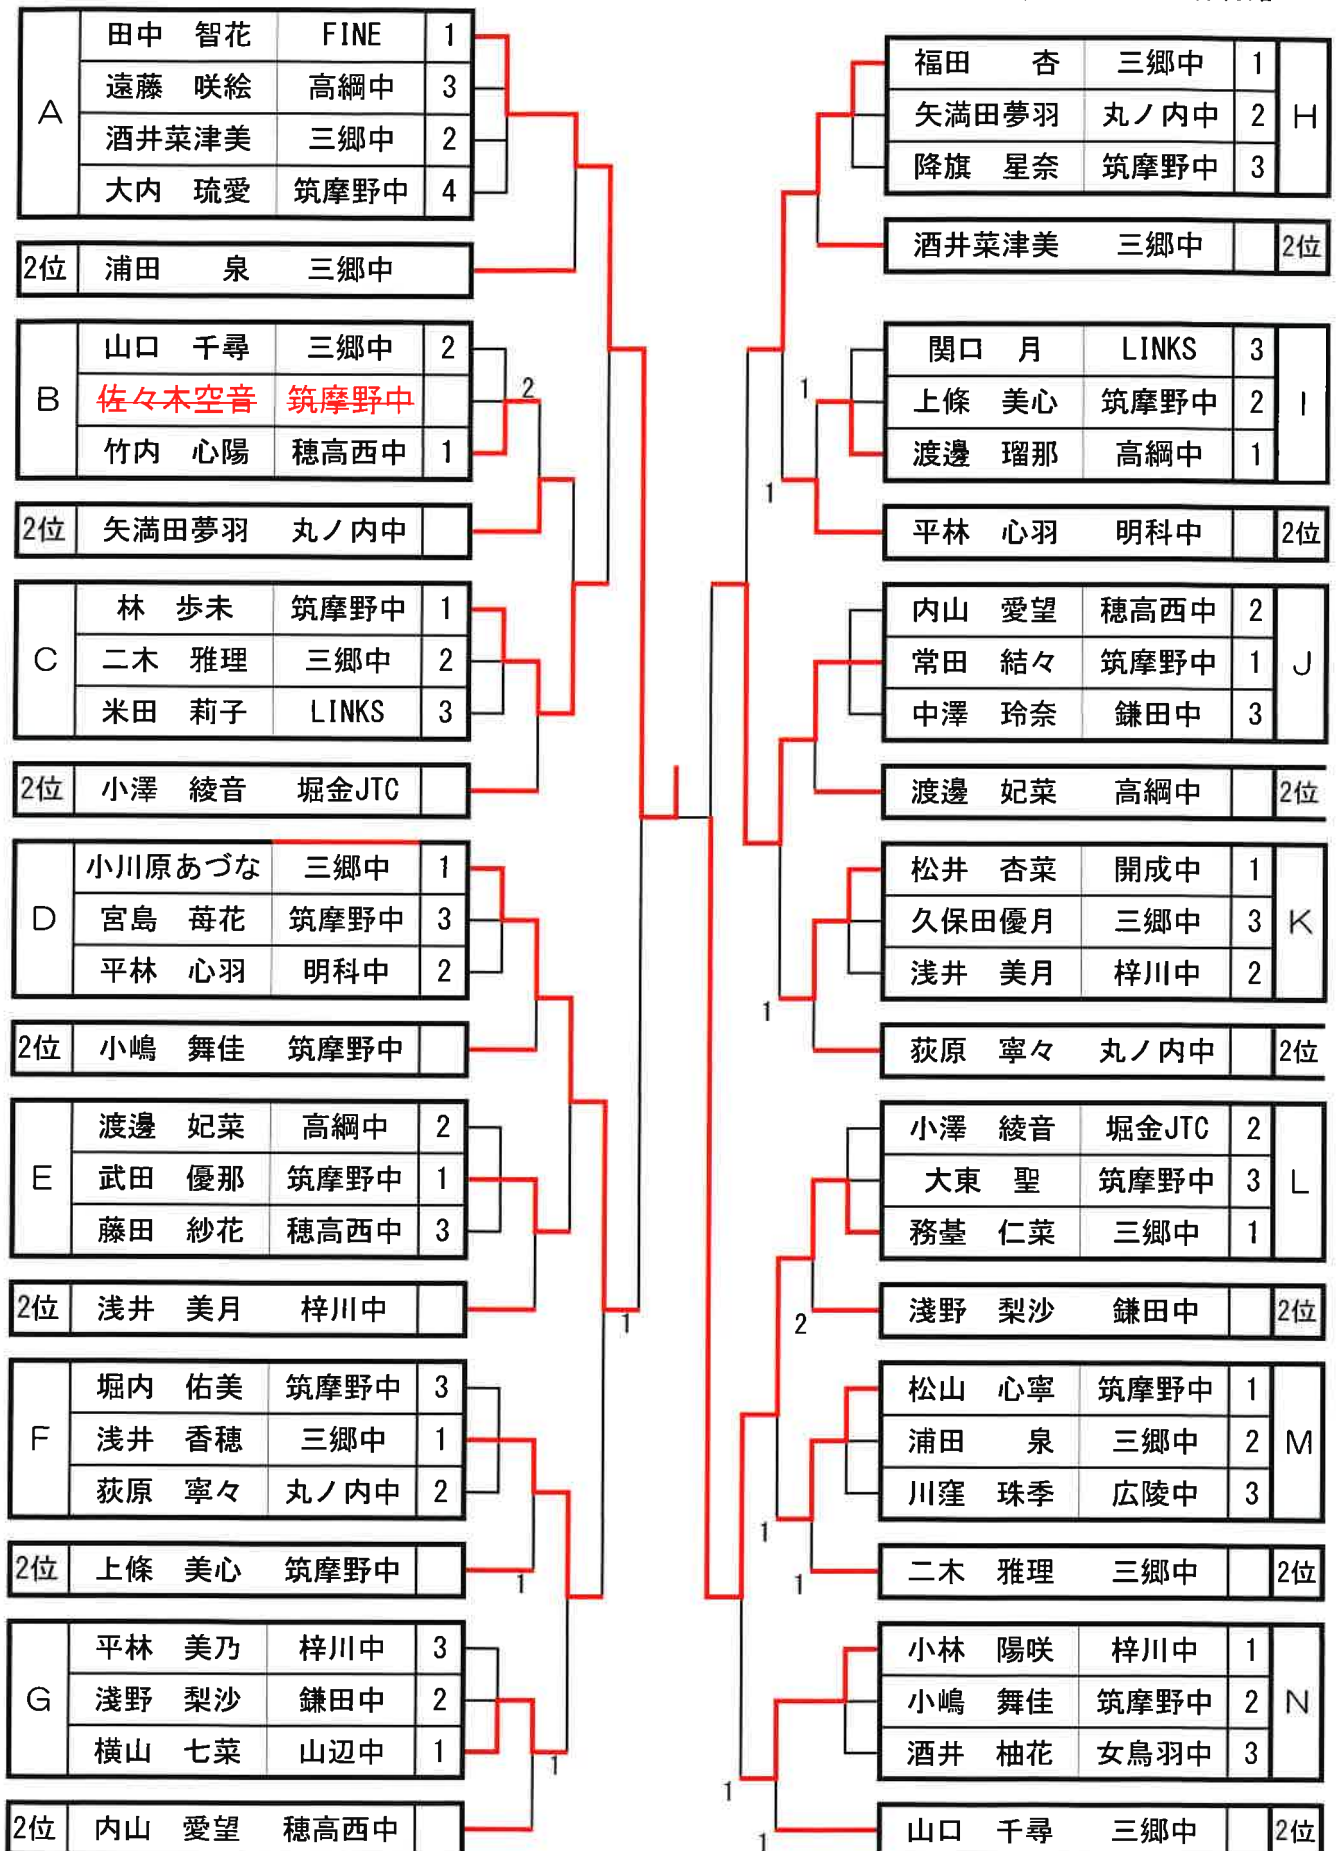 A
田中　智花 FINE 1
遠藤　咲絵 高綱中 3
酒井菜津美 三郷中 2
大内　琉愛 筑摩野中 4
2位 浦田　　泉 三郷中
B
山口　千尋 三郷中 2
佐々木空音 筑摩野中
竹内　心陽 穂高西中 1
2
2位 矢満田夢羽 丸ノ内中
C
林　歩未 筑摩野中 1
二木　雅理 三郷中 2
米田　莉子 LINKS 3
2位 小澤　綾音 堀金JTC
D
小川原あづな 三郷中 1
宮島　苺花 筑摩野中 3
平林　心羽 明科中 2
2位 小嶋　舞佳 筑摩野中
E
渡邊　妃菜 高綱中 2
武田　優那 筑摩野中 1
藤田　紗花 穂高西中 3
2位 浅井　美月 梓川中
1
F
堀内　佑美 筑摩野中 3
浅井　香穂 三郷中 1
荻原　寧々 丸ノ内中 2
2位 上條　美心 筑摩野中
1
G
平林　美乃 梓川中 3
淺野　梨沙 鎌田中 2
横山　七菜 山辺中 1
1
2位 内山　愛望 穂高西中
福田　　杏 三郷中 1
矢満田夢羽 丸ノ内中 2
降旗　星奈 筑摩野中 3
H
酒井菜津美 三郷中 2位
関口　月 LINKS 3
上條　美心 筑摩野中 2
渡邊　瑠那 高綱中 1
I
1
1
平林　心羽 明科中 2位
内山　愛望 穂高西中 2
常田　結々 筑摩野中 1
中澤　玲奈 鎌田中 3
J
渡邊　妃菜 高綱中 2位
松井　杏菜 開成中 1
久保田優月 三郷中 3
浅井　美月 梓川中 2
K
1
荻原　寧々 丸ノ内中 2位
小澤　綾音 堀金JTC 2
大東　聖 筑摩野中 3
務䑓　仁菜 三郷中 1
L
2
淺野　梨沙 鎌田中 2位
松山　心寧 筑摩野中 1
浦田　　泉 三郷中 2
川窪　珠季 広陵中 3
M
1
1
二木　雅理 三郷中 2位
小林　陽咲 梓川中 1
小嶋　舞佳 筑摩野中 2
酒井　柚花 女鳥羽中 3
N
1
1
山口　千尋 三郷中 2位